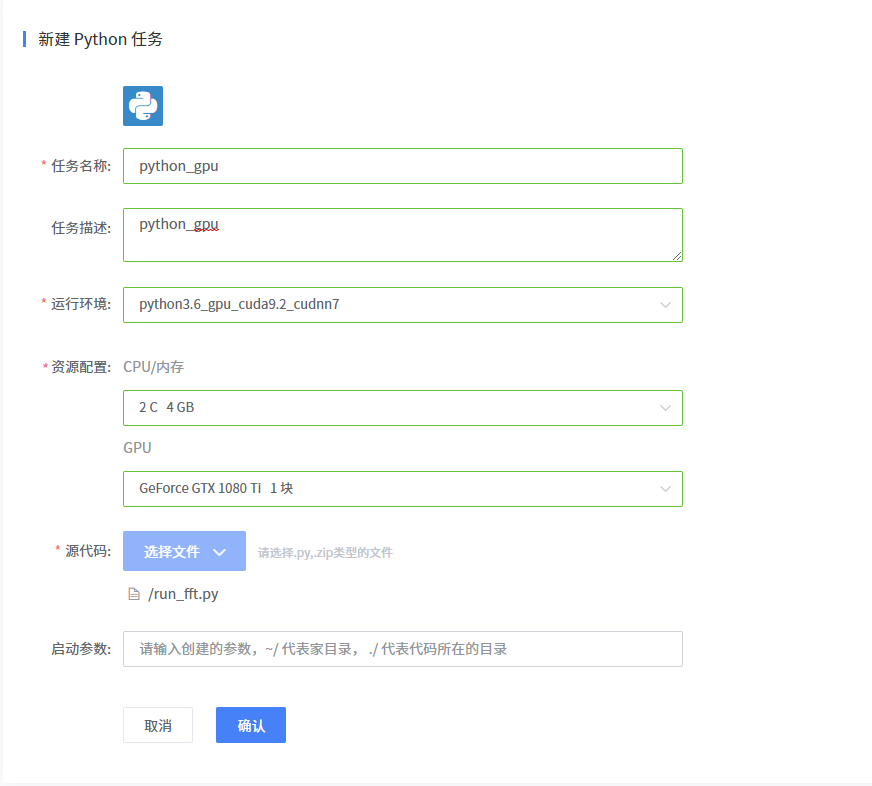 新建 Python 任务
* 任务名称: python_gpu
任务描述: python_gpu
* 运行环境: python3.6_gpu_cuda9.2_cudnn7
* 资源配置: CPU/内存
2 C 4 GB
GPU
GeForce GTX 1080 Ti 1 块
* 源代码: 选择文件 请选择.py,.zip类型的文件
/run_fft.py
启动参数: 请输入创建的参数，~/ 代表家目录， ./ 代表代码所在的目录
取消 确认